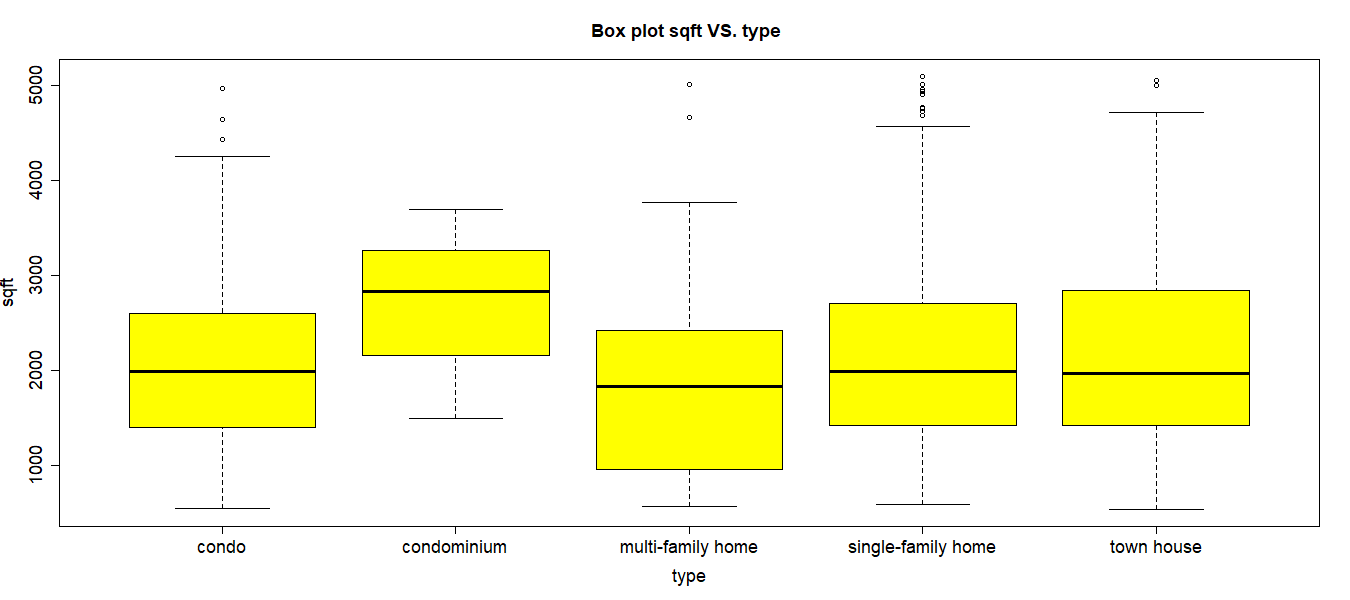 Box plot sqft VS. type
sqft
5000
4000
3000
2000
1000
condo condominium multi-family home single-family home town house
type